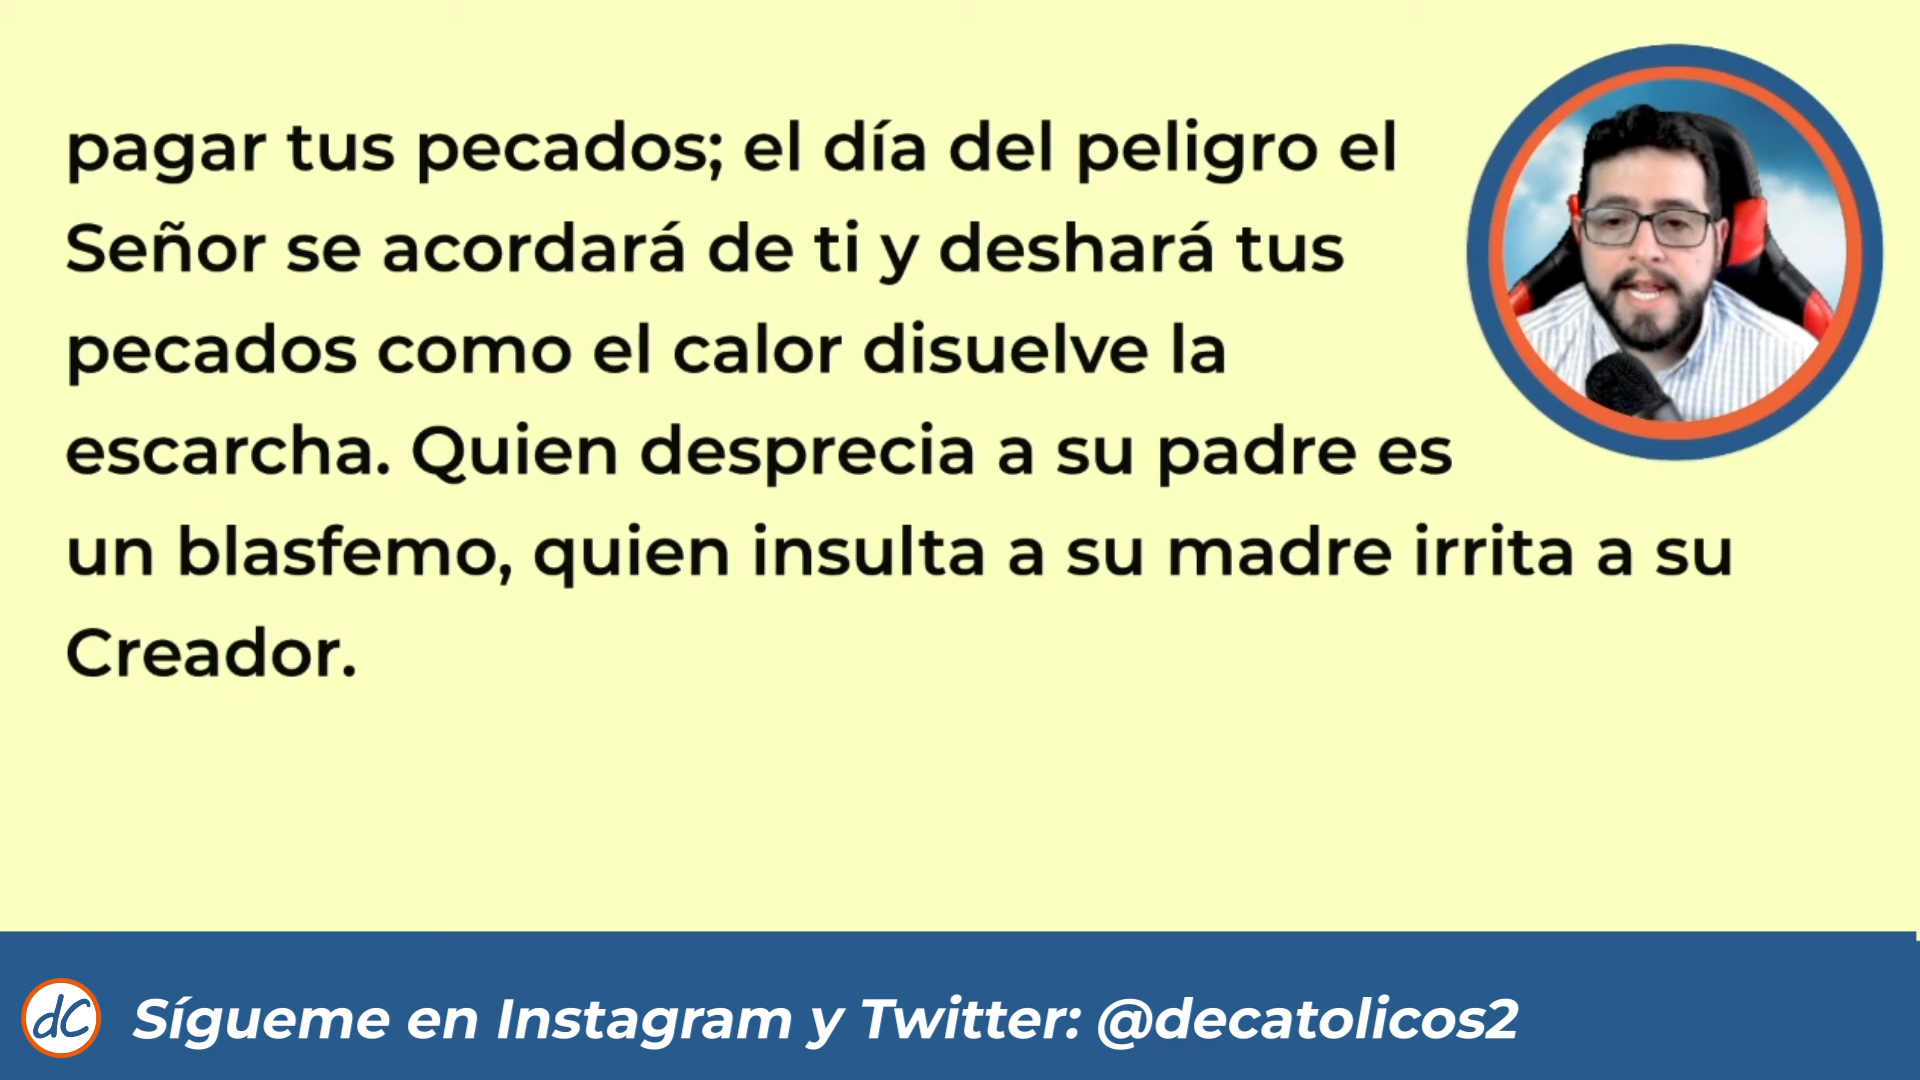 pagar tus pecados; el día del peligro el
Señor se acordará de ti y deshará tus
pecados como el calor disuelve la
escarcha. Quien desprecia a su padre es
un blasfemo, quien insulta a su madre irrita a su
Creador.
dC
Sígueme en Instagram y Twitter: @decatolicos2